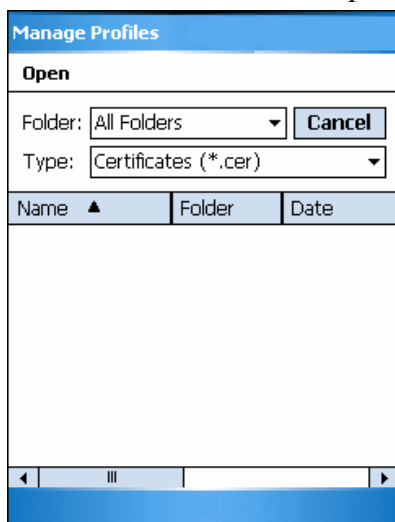 Manage Profiles
Open
Folder: All Folders Cancel
Type: Certificates (*.cer)
Name ▲ Folder Date